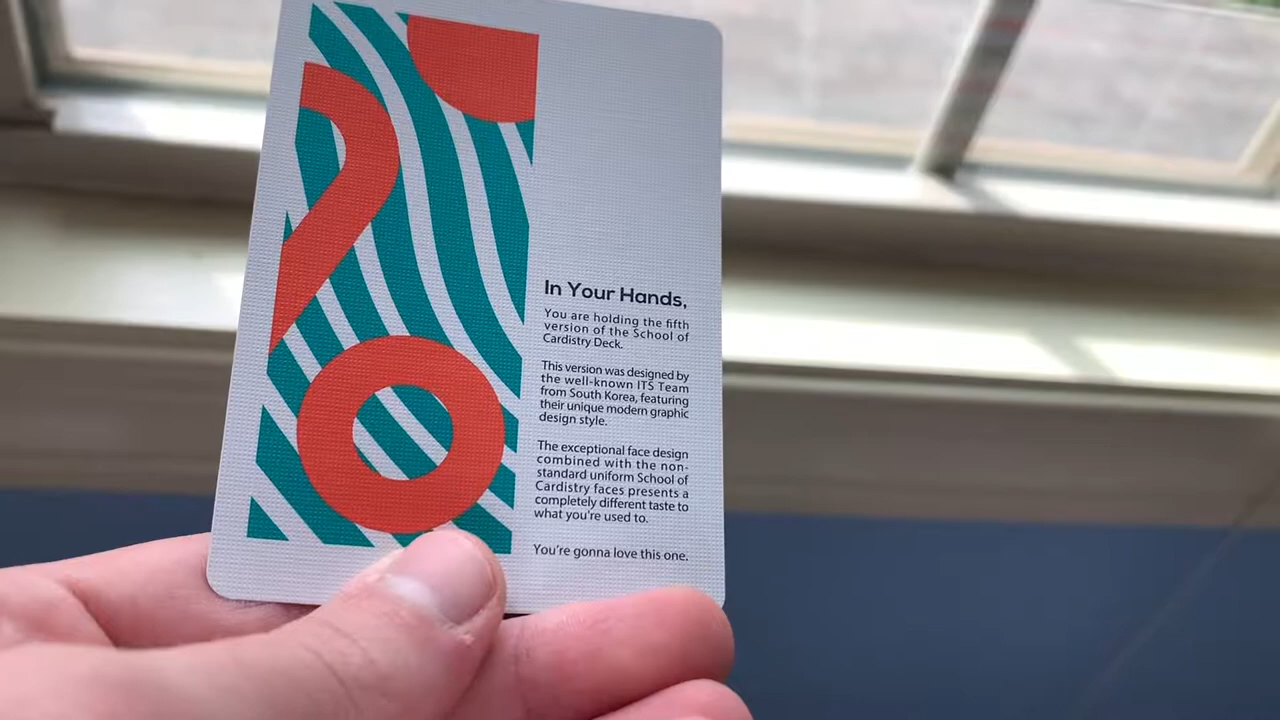 In Your Hands,
You are holding the fifth
version of the School of
Cardistry Deck.
This version was designed by
the well-known ITS Team
from South Korea, featuring
their unique modern graphic
design style.
The exceptional face design
combined with the non-
standard uniform School of
Cardistry faces presents a
completely different taste to
what you're used to.
You're gonna love this one.